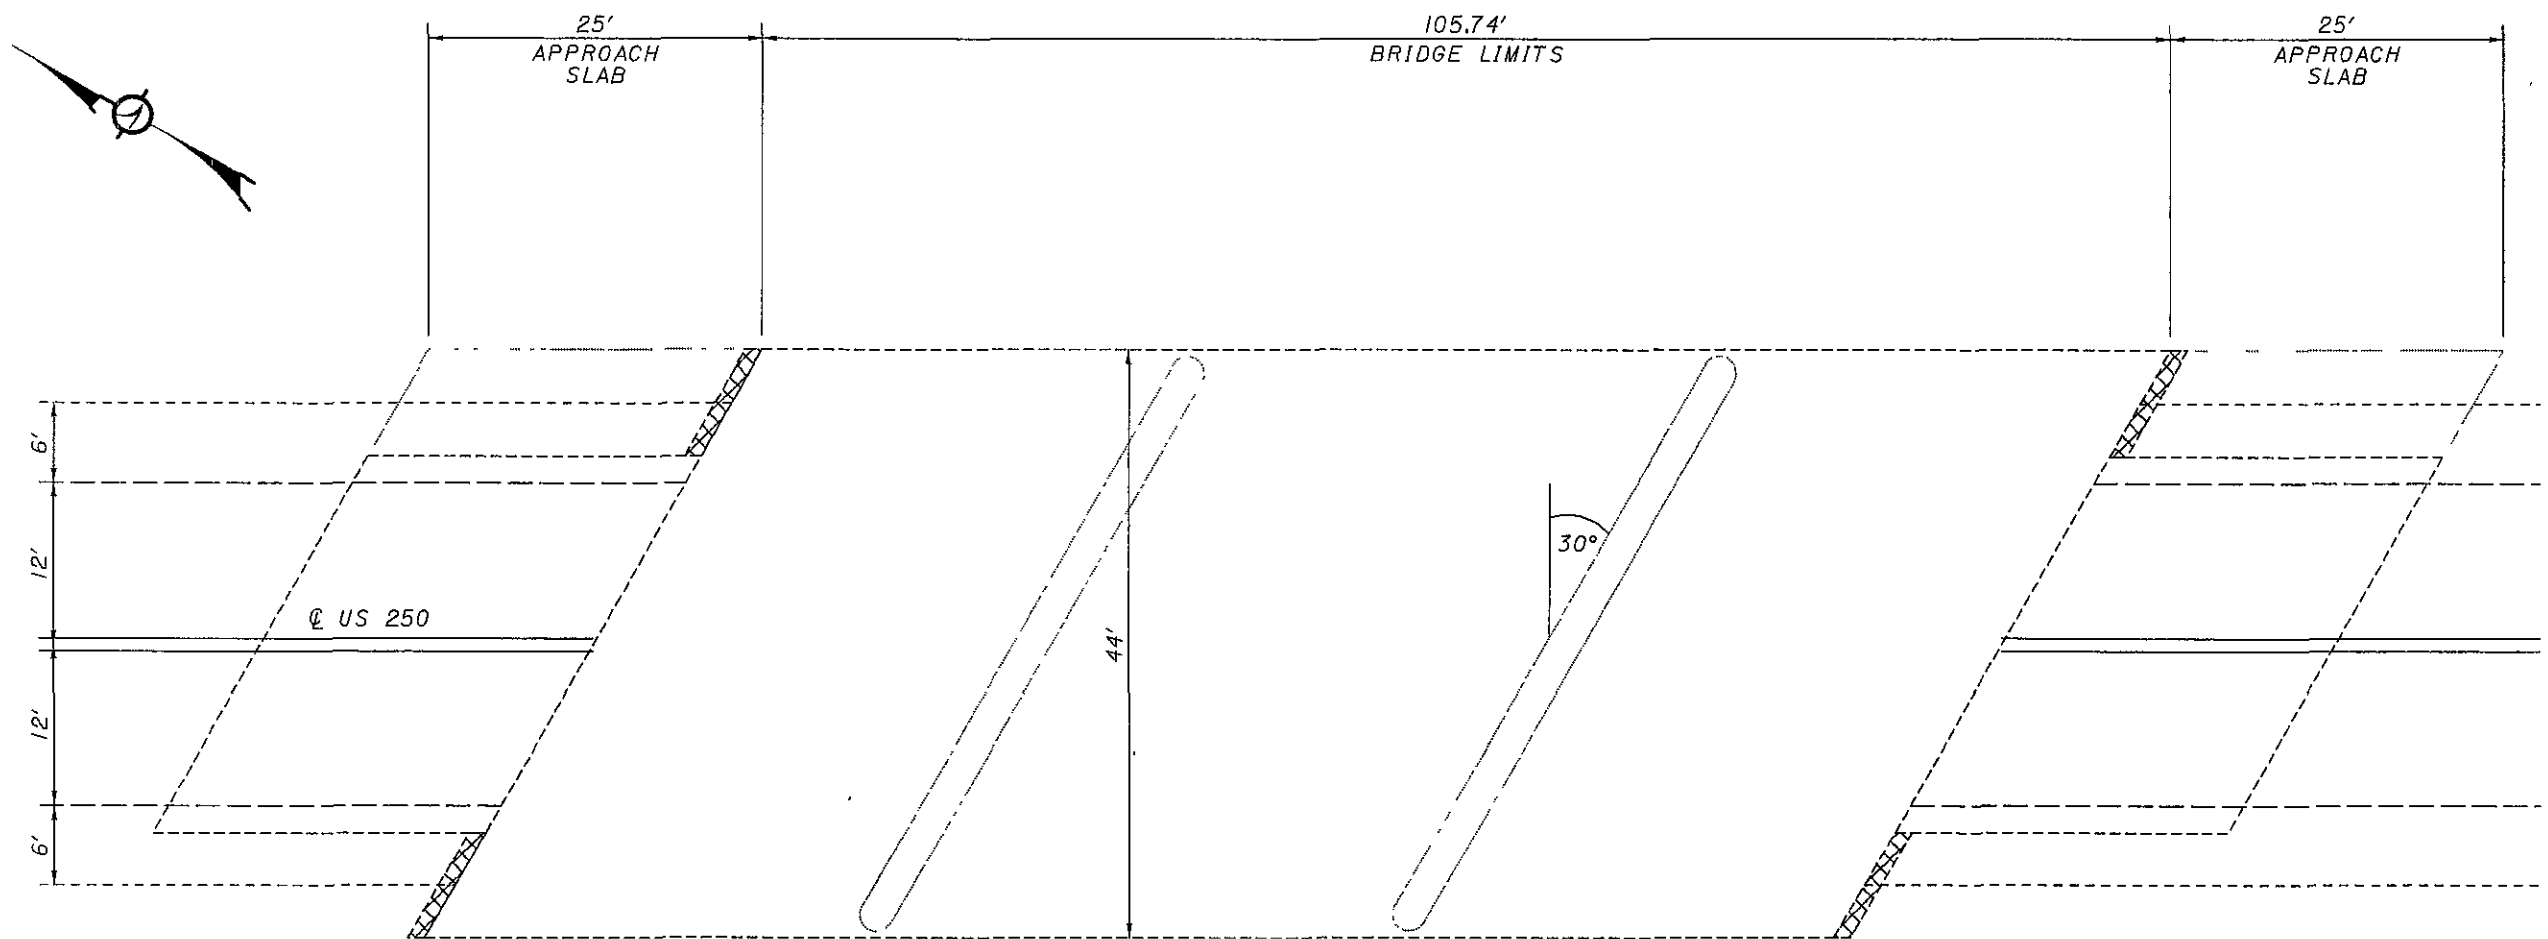 25'
APPROACH
SLAB
105.74'
BRIDGE LIMITS
25'
APPROACH
SLAB
6'
12'
℄ US 250
12'
6'
44'
30°